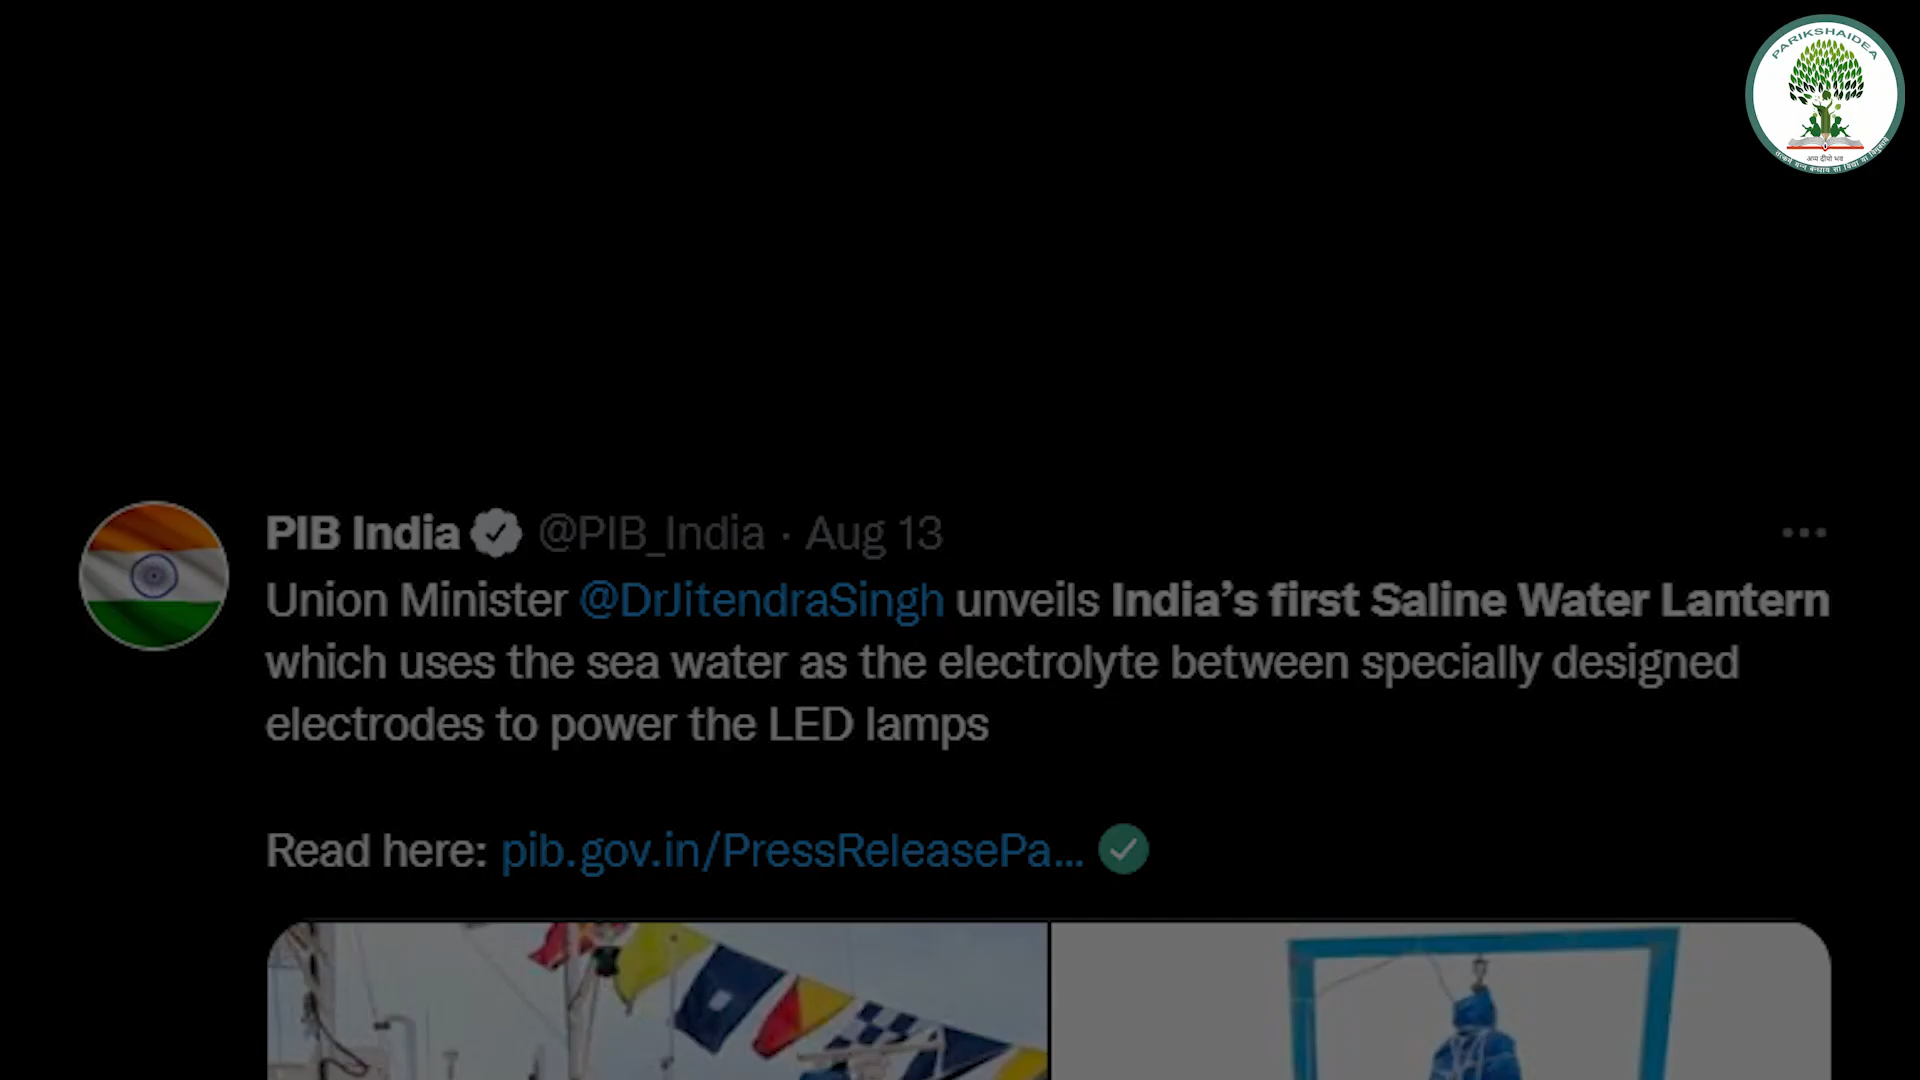 PARIKSHAIDEA
अप्प दीपो भव
PIB India @PIB_India · Aug 13
Union Minister @DrJitendraSingh unveils India’s first Saline Water Lantern
which uses the sea water as the electrolyte between specially designed
electrodes to power the LED lamps
Read here: pib.gov.in/PressReleasePa...